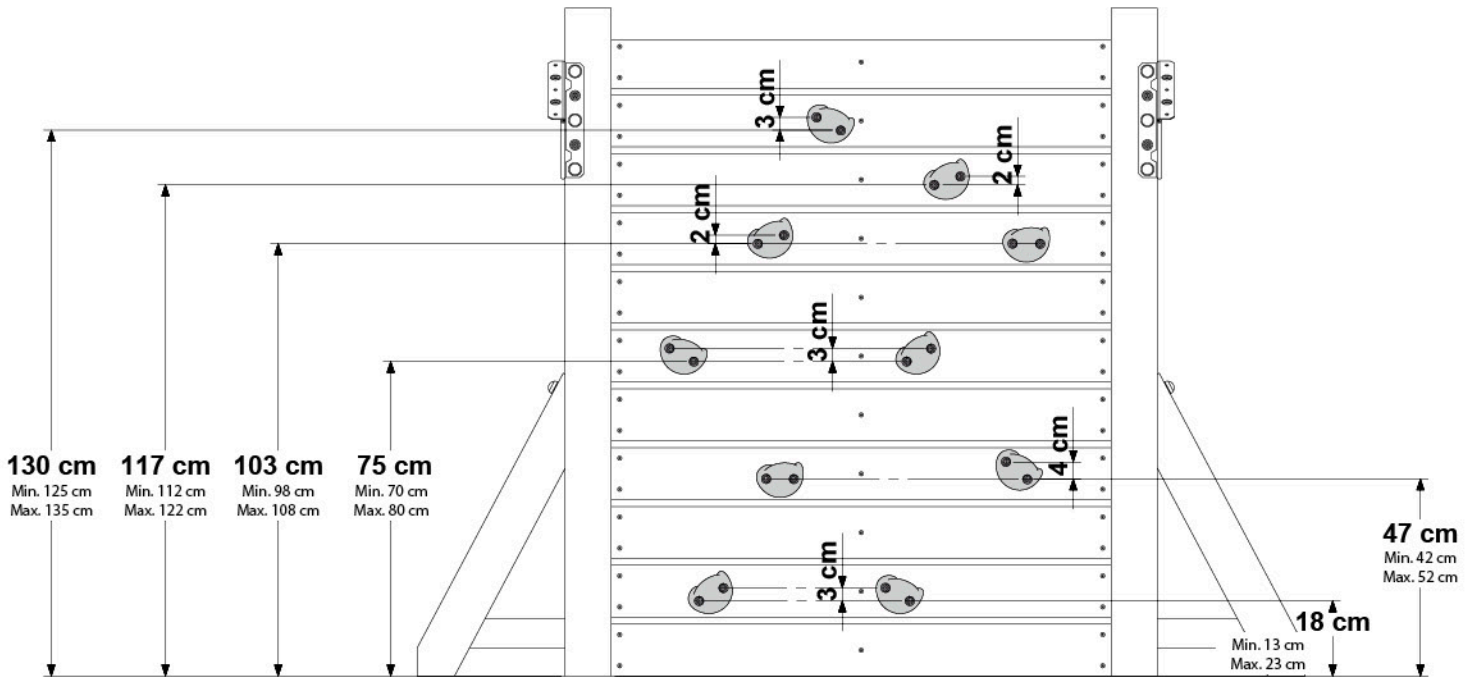 3 cm
2 cm
2 cm
3 cm
4 cm
3 cm
130 cm
Min. 125 cm
Max. 135 cm
117 cm
Min. 112 cm
Max. 122 cm
103 cm
Min. 98 cm
Max. 108 cm
75 cm
Min. 70 cm
Max. 80 cm
47 cm
Min. 42 cm
Max. 52 cm
18 cm
Min. 13 cm
Max. 23 cm